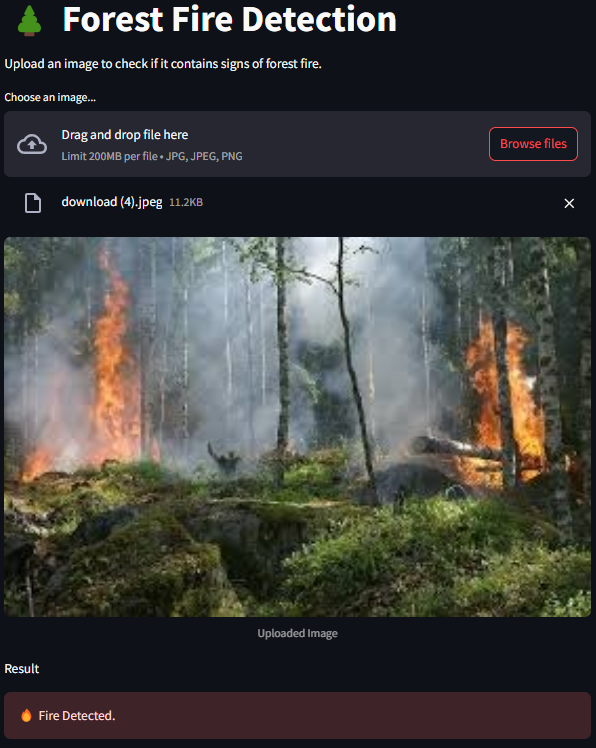 Forest Fire Detection
Upload an image to check if it contains signs of forest fire.
Choose an image...
Drag and drop file here
Limit 200MB per file • JPG, JPEG, PNG
Browse files
download (4).jpeg 11.2KB
Uploaded Image
Result
Fire Detected.